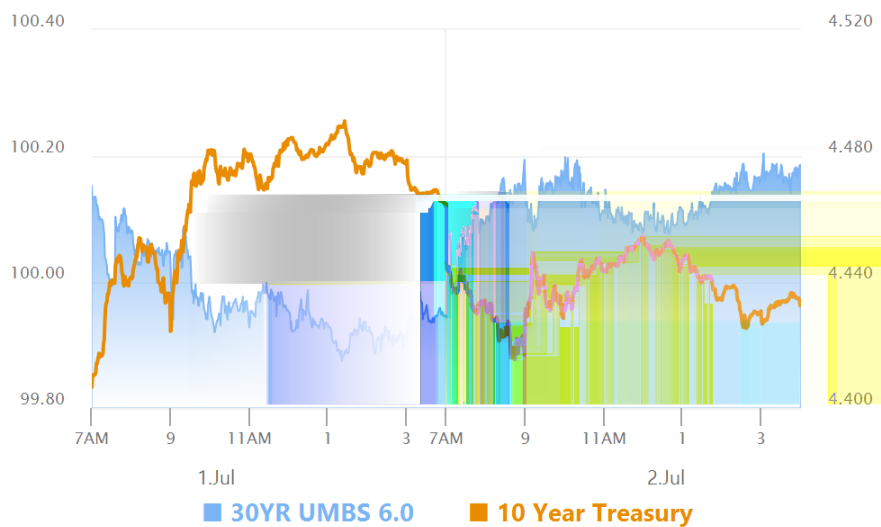 100.40 4.520
100.20 4.480
100.00 4.440
99.80 4.400
7AM 9 11AM 1 3 7AM 9 11AM 1 3
1.Jul 2.Jul
30YR UMBS 6.0 10 Year Treasury